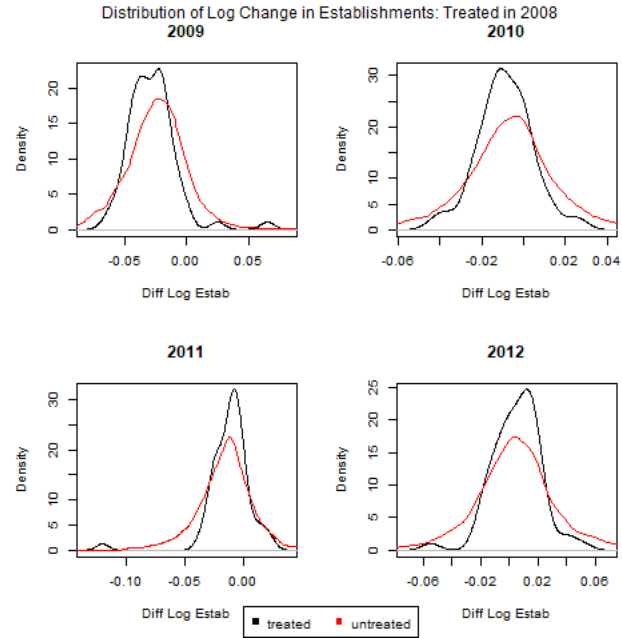 Distribution of Log Change in Establishments: Treated in 2008
2009
2010
Density
0 5 10 15 20
-0.05 0.00 0.05
Diff Log Estab
Density
0 5 10 20 30
-0.06 -0.02 0.02 0.04
Diff Log Estab
2011
2012
Density
0 5 10 20 30
-0.10 -0.05 0.00
Diff Log Estab
Density
0 5 10 15 20 25
-0.06 -0.02 0.02 0.06
Diff Log Estab
treated untreated